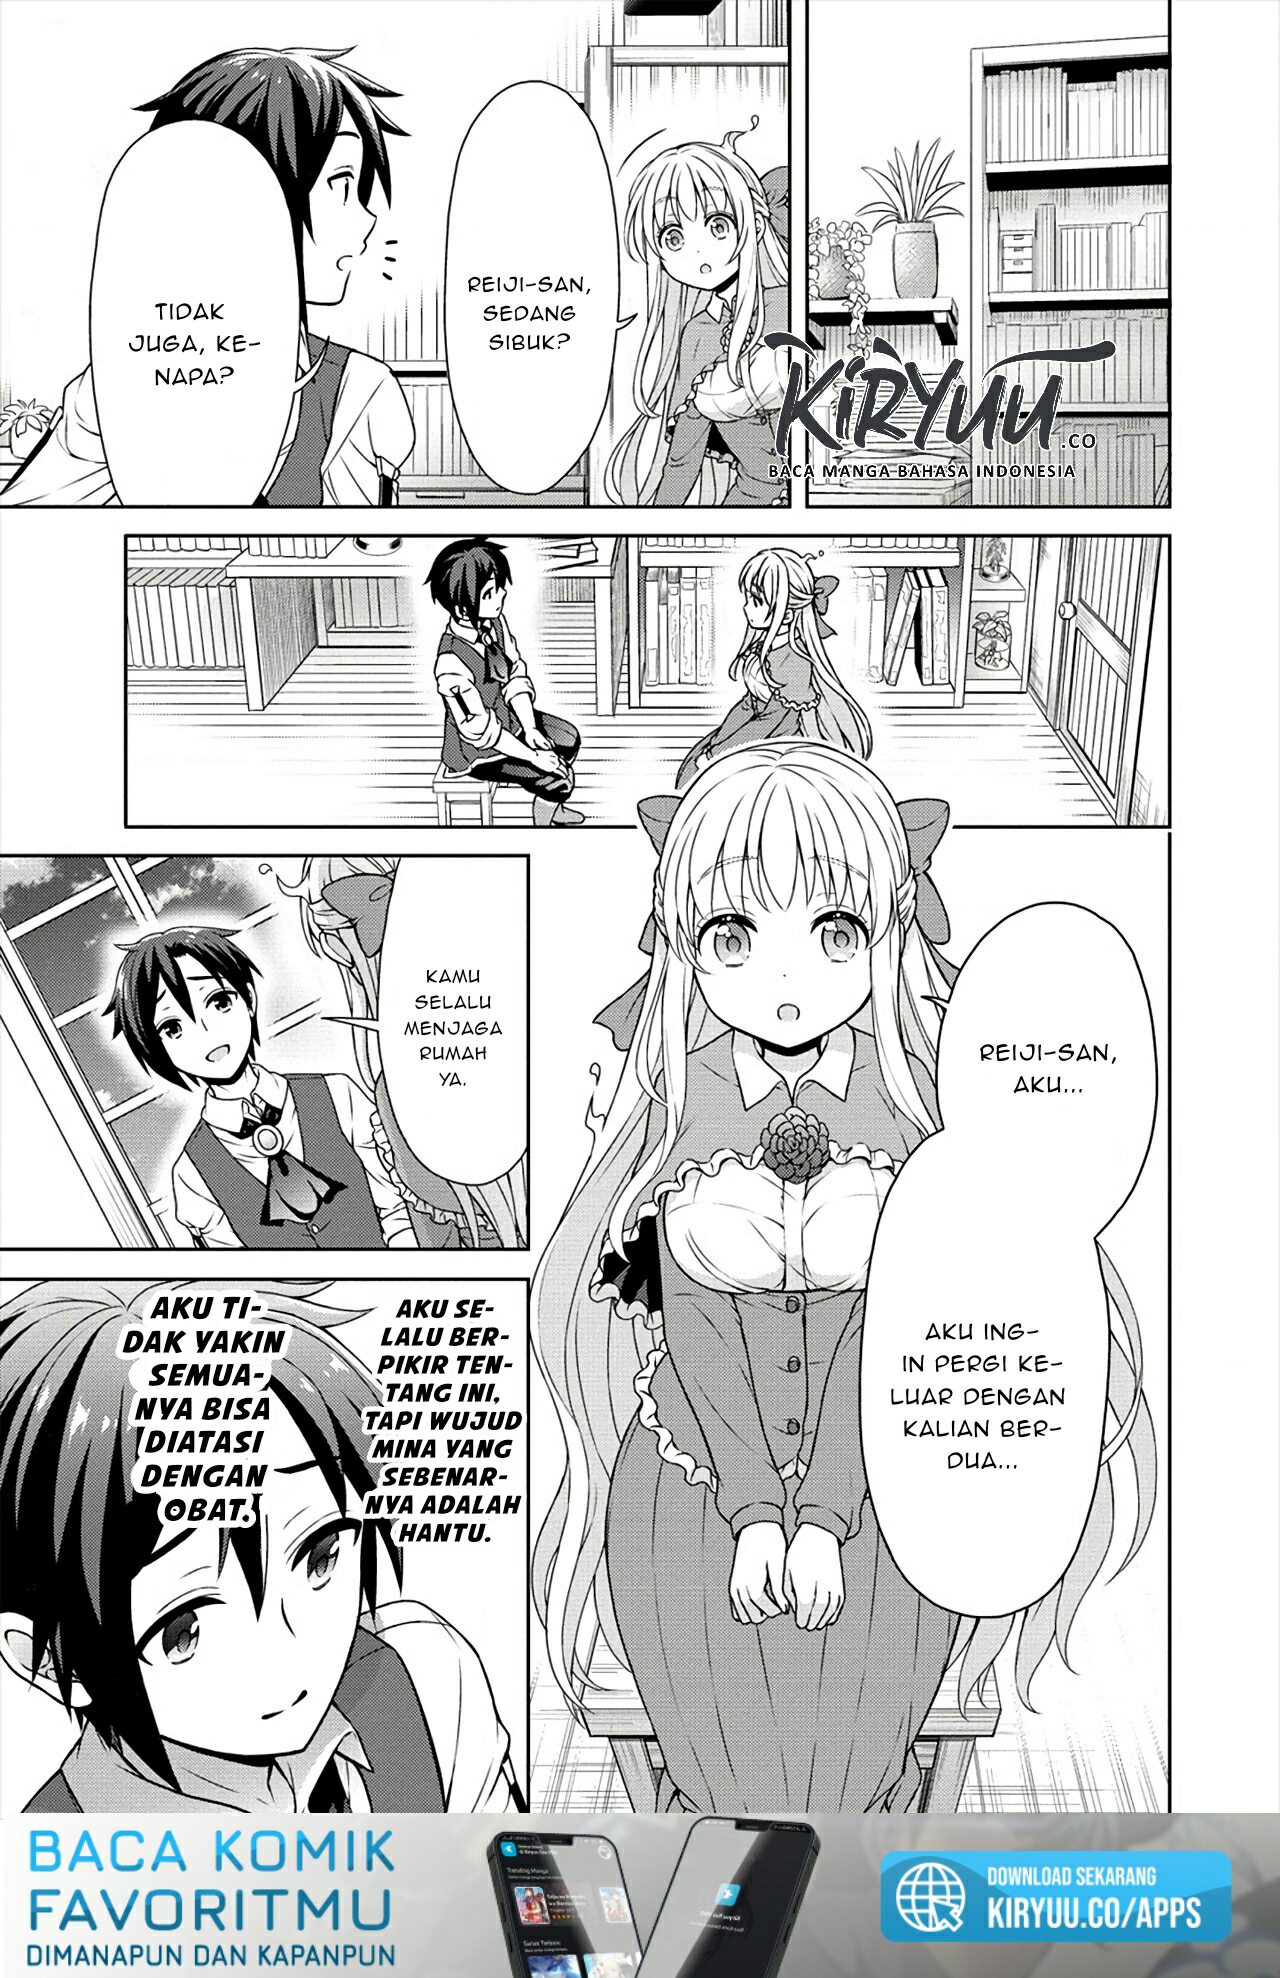 REIJI-SAN,
SEDANG
SIBUK?
TIDAK
JUGA, KE-
NAPA?
KIRYUU.CO
BACA MANGA BAHASA INDONESIA
REIJI-SAN,
AKU...
AKU ING-
IN PERGI KE-
LUAR DENGAN
KALIAN BER-
DUA...
KAMU
SELALU
MENJAGA
RUMAH
YA.
AKU SE-
LALU BER-
PIKIR TEN-
TANG INI,
TAPI WUJUD
MINA YANG
SEBENAR-
NYA ADALAH
HANTU.
AKU TI-
DAK YAKIN
SEMUA-
NYA BISA
DIATASI
DENGAN
OBAT.
BACA KOMIK
FAVORITMU
DIMANAPUN DAN KAPANPUN
Trending Manga
DOWNLOAD SEKARANG
KIRYUU.CO/APPS